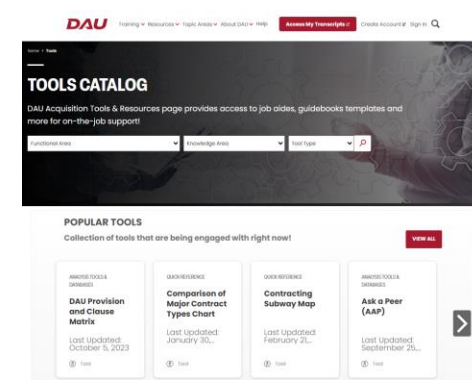 DAU
Training Resources Topic Areas About DAU Help Access My Transcripts Create Account Sign In
Home > Tools
TOOLS CATALOG
DAU Acquisition Tools & Resources page provides access to job aides, guidebooks templates and
more for on-the-job support!
Functional Area Knowledge Area Tool Type
POPULAR TOOLS
Collection of tools that are being engaged with right now!
VIEW ALL
ANALYSIS TOOLS &
DATABASES
DAU Provision
and Clause
Matrix
Last Updated:
October 5, 2023
Tool
QUICK REFERENCE
Comparison of
Major Contract
Types Chart
Last Updated:
January 30,...
Tool
QUICK REFERENCE
Contracting
Subway Map
Last Updated:
February 21,...
Tool
ANALYSIS TOOLS &
DATABASES
Ask a Peer
(AAP)
Last Updated:
September 25,...
Tool